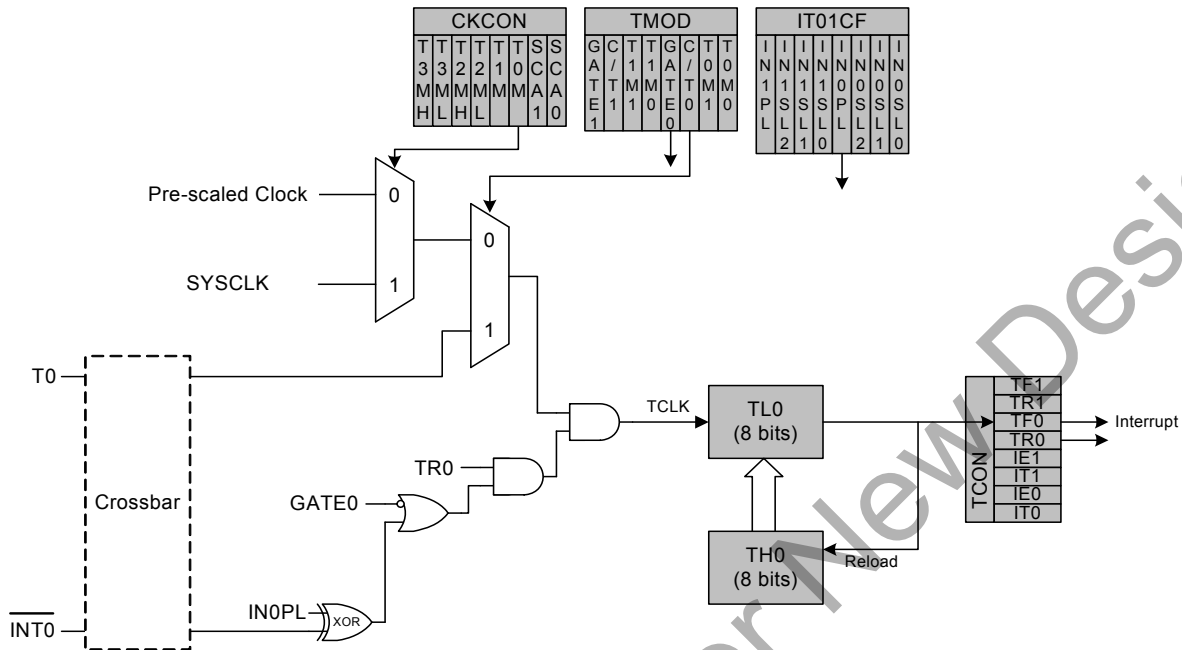 CKCON
TMOD
IT01CF
T3MH
T3ML
T2MH
T2ML
T1M
T0M
SCA1
SCA0
GATE1
C/T1
T1M1
T1M0
GATE0
C/T0
T0M1
T0M0
IN1PL
IN1SL2
IN1SL1
IN1SL0
IN0PL
IN0SL2
IN0SL1
IN0SL0
Pre-scaled Clock
0
SYSCLK
1
0
1
T0
Crossbar
TR0
GATE0
IN0PL
XOR
INT0
TCLK
TL0
(8 bits)
TH0
(8 bits)
Reload
TCON
TF1
TR1
TF0
TR0
IE1
IT1
IE0
IT0
Interrupt
New